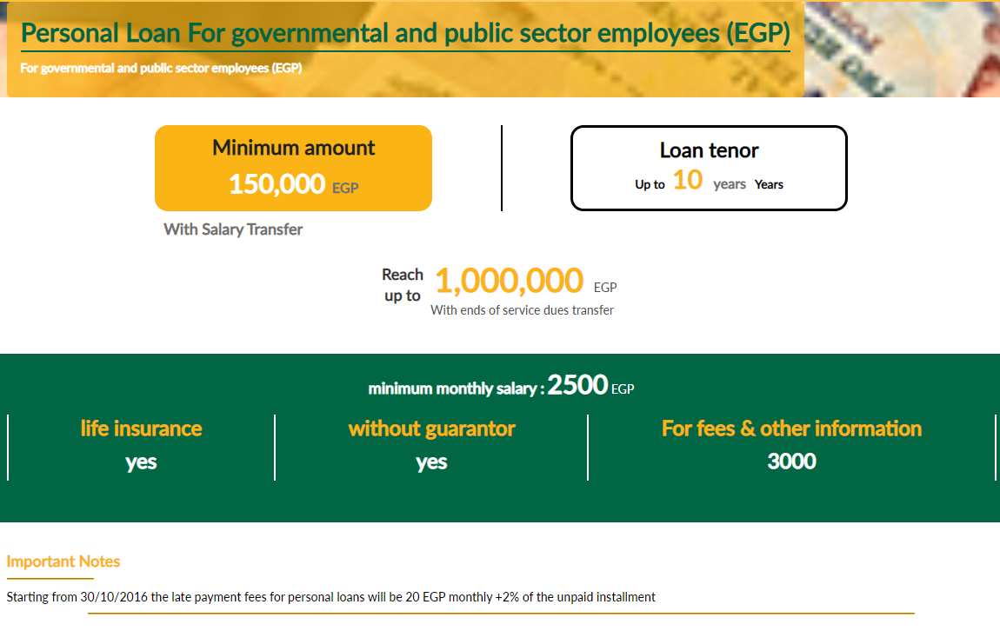 Personal Loan For governmental and public sector employees (EGP)
For governmental and public sector employees (EGP)
Minimum amount
150,000 EGP
With Salary Transfer
Loan tenor
Up to 10 years Years
Reach up to 1,000,000 EGP
With ends of service dues transfer
minimum monthly salary : 2500 EGP
life insurance
yes
without guarantor
yes
For fees & other information
3000
Important Notes
Starting from 30/10/2016 the late payment fees for personal loans will be 20 EGP monthly +2% of the unpaid installment